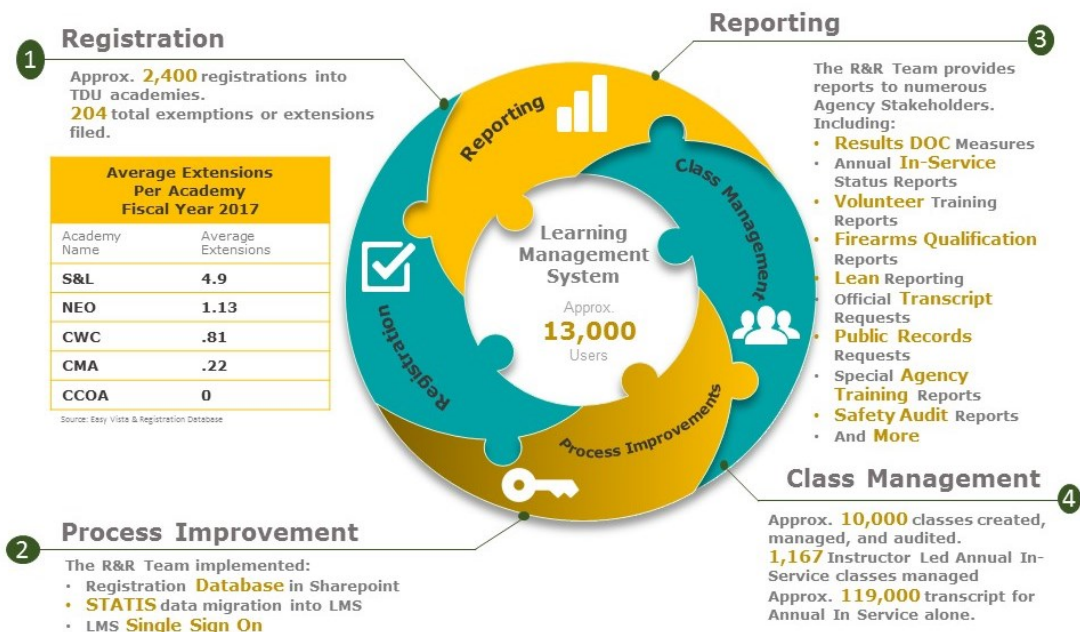 1
Registration
Approx. 2,400 registrations into
TDU academies.
204 total exemptions or extensions
filed.
Average Extensions
Per Academy
Fiscal Year 2017
Academy
Name
Average
Extensions
S&L 4.9
NEO 1.13
CWC .81
CMA .22
CCOA 0
Source: Easy Vista & Registration Database
2
Process Improvement
The R&R Team implemented:
• Registration Database in Sharepoint
• STATIS data migration into LMS
• LMS Single Sign On
Reporting
Class Management
Process Improvements
Registration
Learning
Management
System
Approx.
13,000
Users
Reporting
3
The R&R Team provides
reports to numerous
Agency Stakeholders.
Including:
• Results DOC Measures
• Annual In-Service
Status Reports
• Volunteer Training
Reports
• Firearms Qualification
Reports
• Lean Reporting
• Official Transcript
Requests
• Public Records
Requests
• Special Agency
Training Reports
• Safety Audit Reports
• And More
Class Management
4
Approx. 10,000 classes created,
managed, and audited.
1,167 Instructor Led Annual In-
Service classes managed
Approx. 119,000 transcript for
Annual In Service alone.